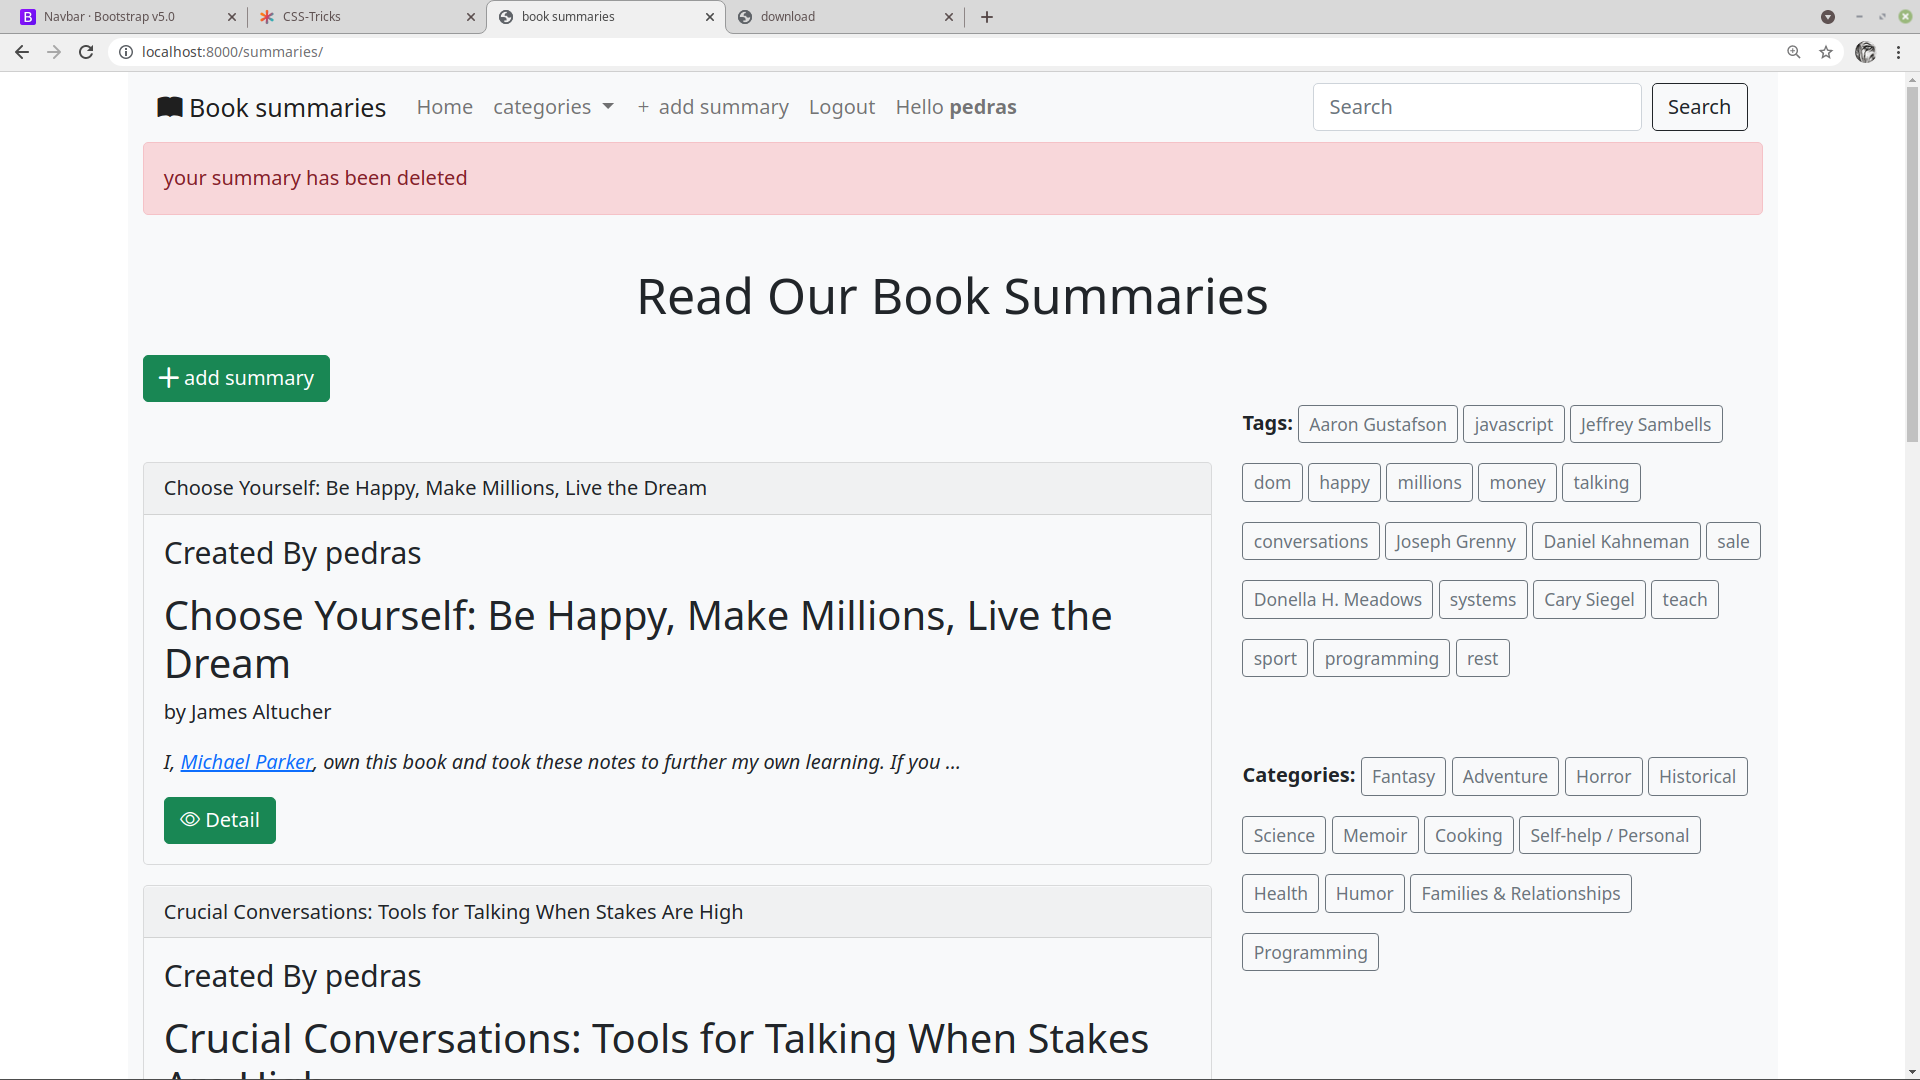 Navbar · Bootstrap v5.0
CSS-Tricks
book summaries
download
localhost:8000/summaries/
Book summaries Home categories + add summary Logout Hello pedras Search Search
your summary has been deleted
Read Our Book Summaries
add summary
Choose Yourself: Be Happy, Make Millions, Live the Dream
Created By pedras
Choose Yourself: Be Happy, Make Millions, Live the
Dream
by James Altucher
I, Michael Parker, own this book and took these notes to further my own learning. If you ...
Detail
Crucial Conversations: Tools for Talking When Stakes Are High
Created By pedras
Crucial Conversations: Tools for Talking When Stakes
Tags: Aaron Gustafson javascript Jeffrey Sambells
dom happy millions money talking
conversations Joseph Grenny Daniel Kahneman sale
Donella H. Meadows systems Cary Siegel teach
sport programming rest
Categories: Fantasy Adventure Horror Historical
Science Memoir Cooking Self-help / Personal
Health Humor Families & Relationships
Programming